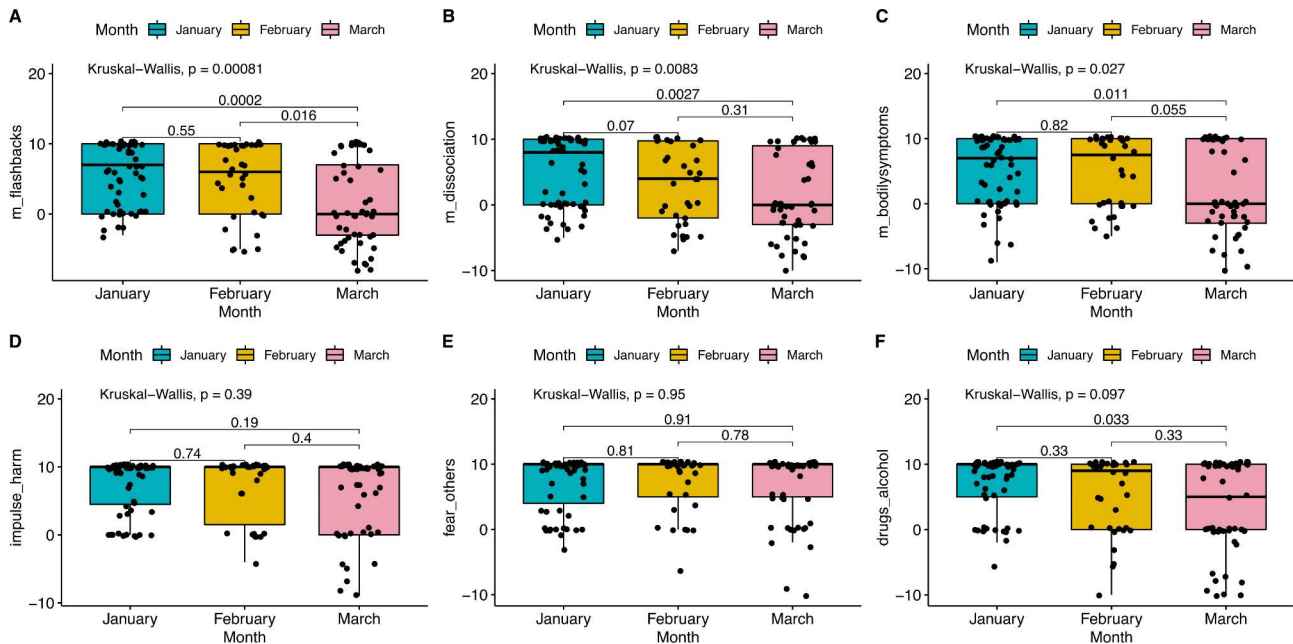 A
Month January February March
Kruskal-Wallis, p = 0.00081
0.0002
0.016
0.55
20
10
0
m_flashbacks
January February March
Month
B
Month January February March
Kruskal-Wallis, p = 0.0083
0.0027
0.31
0.07
20
10
0
-10
m_dissociation
January February March
Month
C
Month January February March
Kruskal-Wallis, p = 0.027
0.011
0.055
0.82
20
10
0
-10
m_bodilysymptoms
January February March
Month
D
Month January February March
Kruskal-Wallis, p = 0.39
0.19
0.4
0.74
20
10
0
-10
impulse_harm
January February March
Month
E
Month January February March
Kruskal-Wallis, p = 0.95
0.91
0.78
0.81
20
10
0
-10
fear_others
January February March
Month
F
Month January February March
Kruskal-Wallis, p = 0.097
0.033
0.33
0.33
20
10
0
-10
drugs_alcohol
January February March
Month